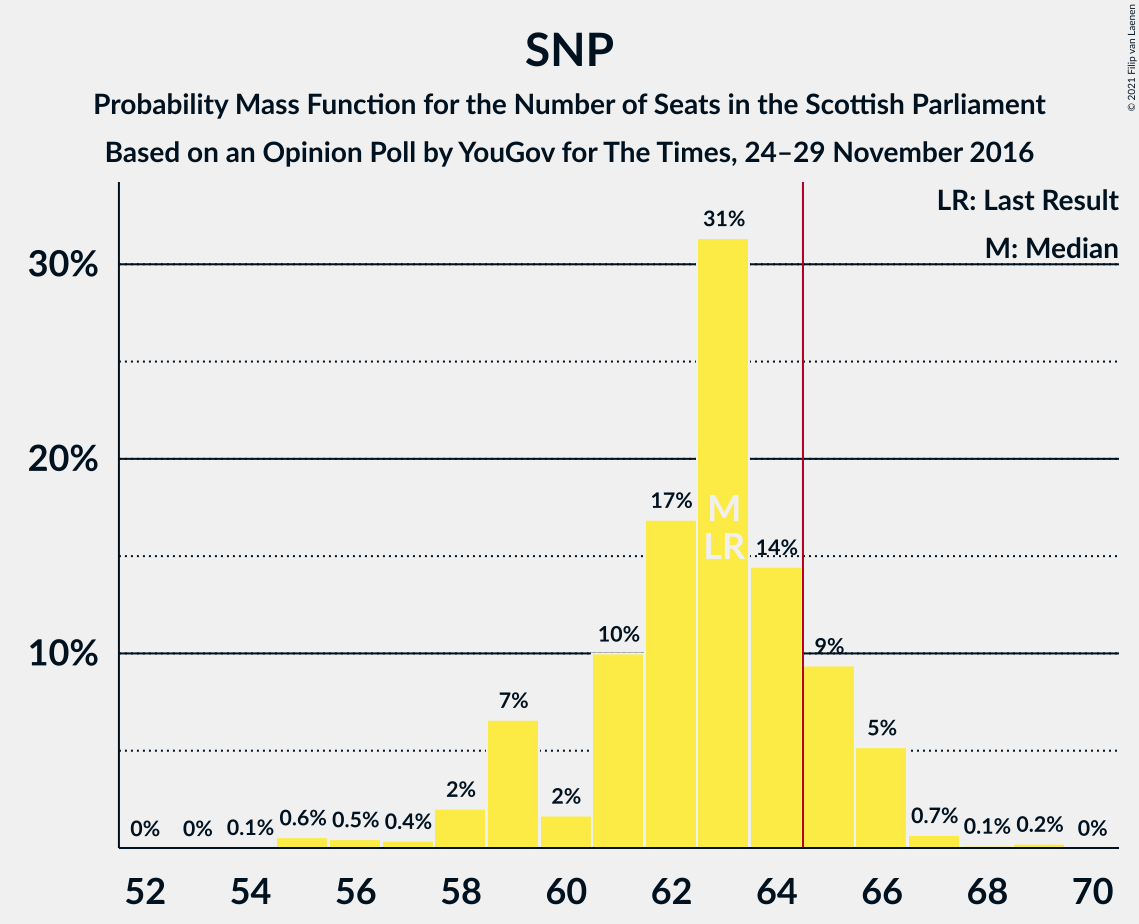 SNP
Probability Mass Function for the Number of Seats in the Scottish Parliament
Based on an Opinion Poll by YouGov for The Times, 24–29 November 2016
© 2021 Filip van Laenen
LR: Last Result
M: Median
30%
20%
10%
0%
0%
0.1%
0.6%
0.5%
0.4%
2%
7%
2%
10%
17%
31%
M
LR
14%
9%
5%
0.7%
0.1%
0.2%
0%
52 54 56 58 60 62 64 66 68 70